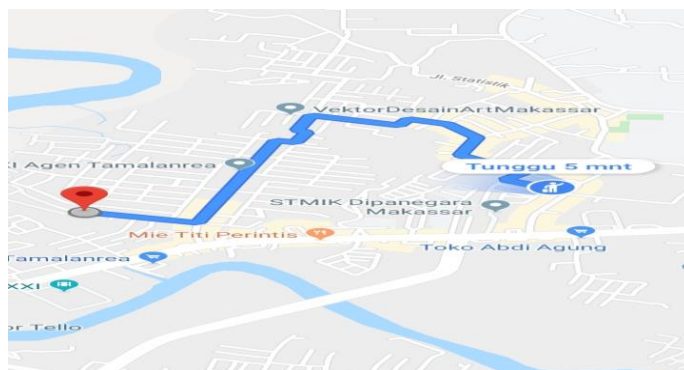 Jl. Statistik
VektorDesainArtMakassar
I Agen Tamalanrea
Tunggu 5 mnt
STMIK Dipanegara
Makassar
Mie Titi Perintis
Toko Abdi Agung
Tamalanrea
XXI
or Tello